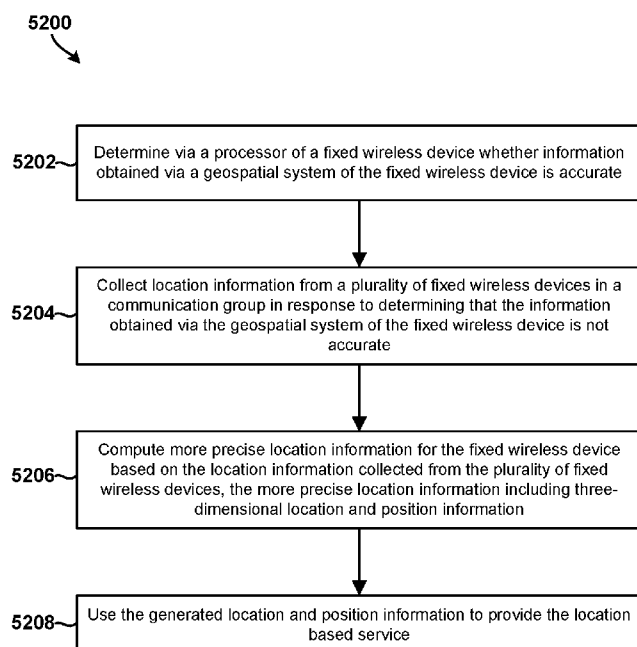 5200
5202
Determine via a processor of a fixed wireless device whether information
obtained via a geospatial system of the fixed wireless device is accurate
5204
Collect location information from a plurality of fixed wireless devices in a
communication group in response to determining that the information
obtained via the geospatial system of the fixed wireless device is not
accurate
5206
Compute more precise location information for the fixed wireless device
based on the location information collected from the plurality of fixed
wireless devices, the more precise location information including three-
dimensional location and position information
5208
Use the generated location and position information to provide the location
based service